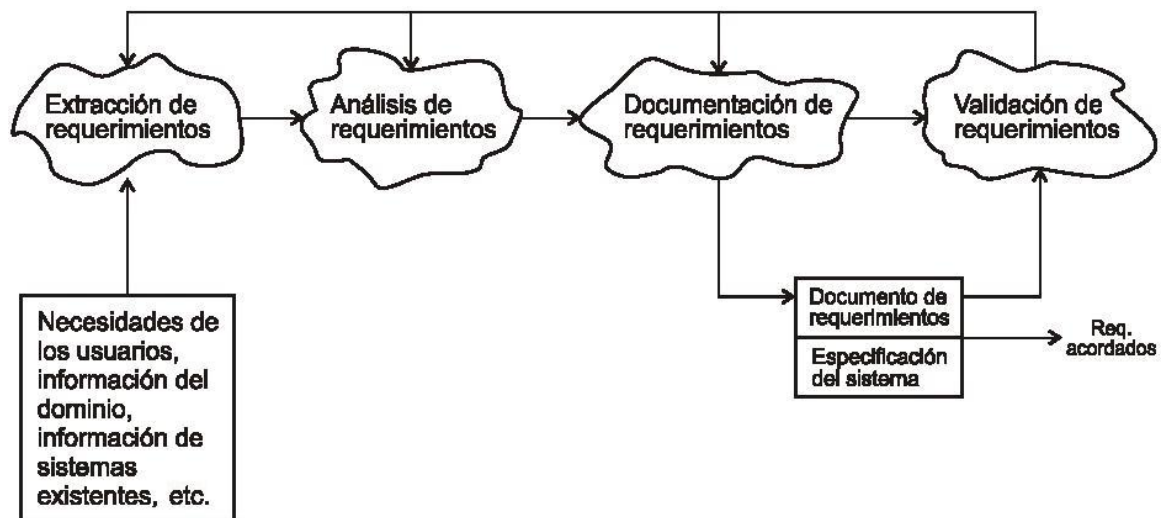 Extracción de
requerimientos
Análisis de
requerimientos
Documentación de
requerimientos
Validación de
requerimientos
Necesidades de
los usuarios,
información del
dominio,
información de
sistemas
existentes, etc.
Documento de
requerimientos
Especificación
del sistema
Req.
acordados